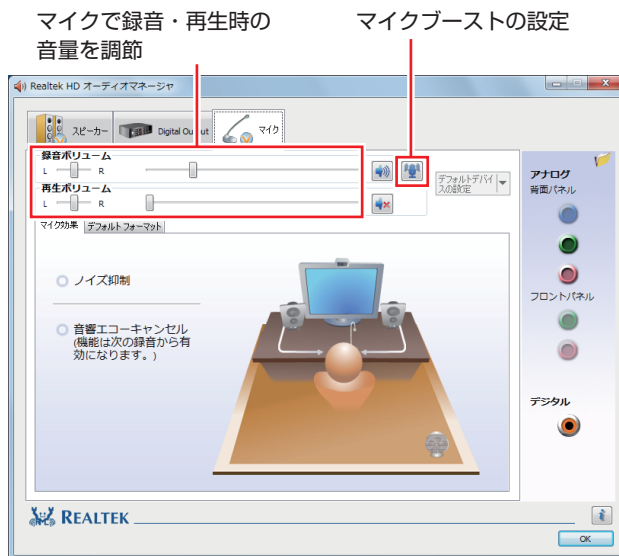 マイクで録音・再生時の
音量を調節
マイクブーストの設定
Realtek HD オーディオマネージャ
スピーカー
Digital Output
マイク
録音ボリューム
L R
再生ボリューム
L R
デフォルトデバイ
スの設定
マイク効果 デフォルトフォーマット
ノイズ抑制
音響エコーキャンセル
(機能は次の録音から有
効になります。)
アナログ
背面パネル
フロントパネル
デジタル
REALTEK
OK